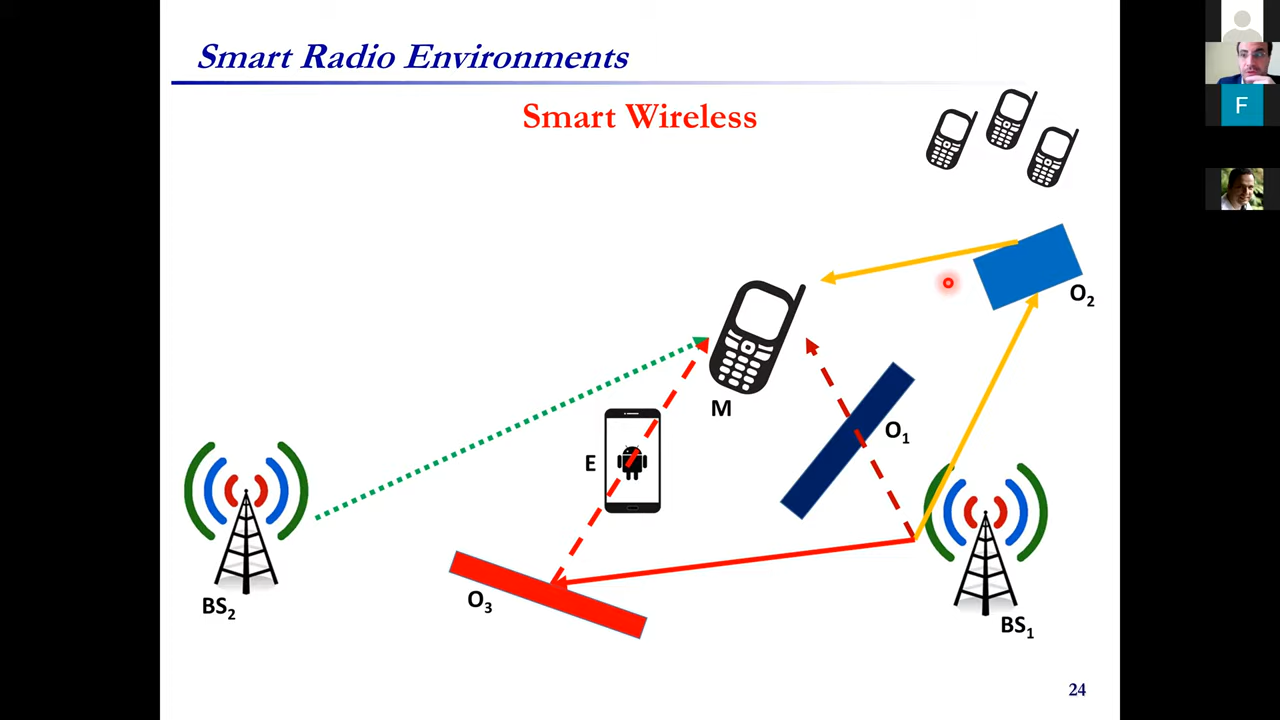 Smart Radio Environments
Smart Wireless
F
O2
M
O1
E
O3
BS2
BS1
24